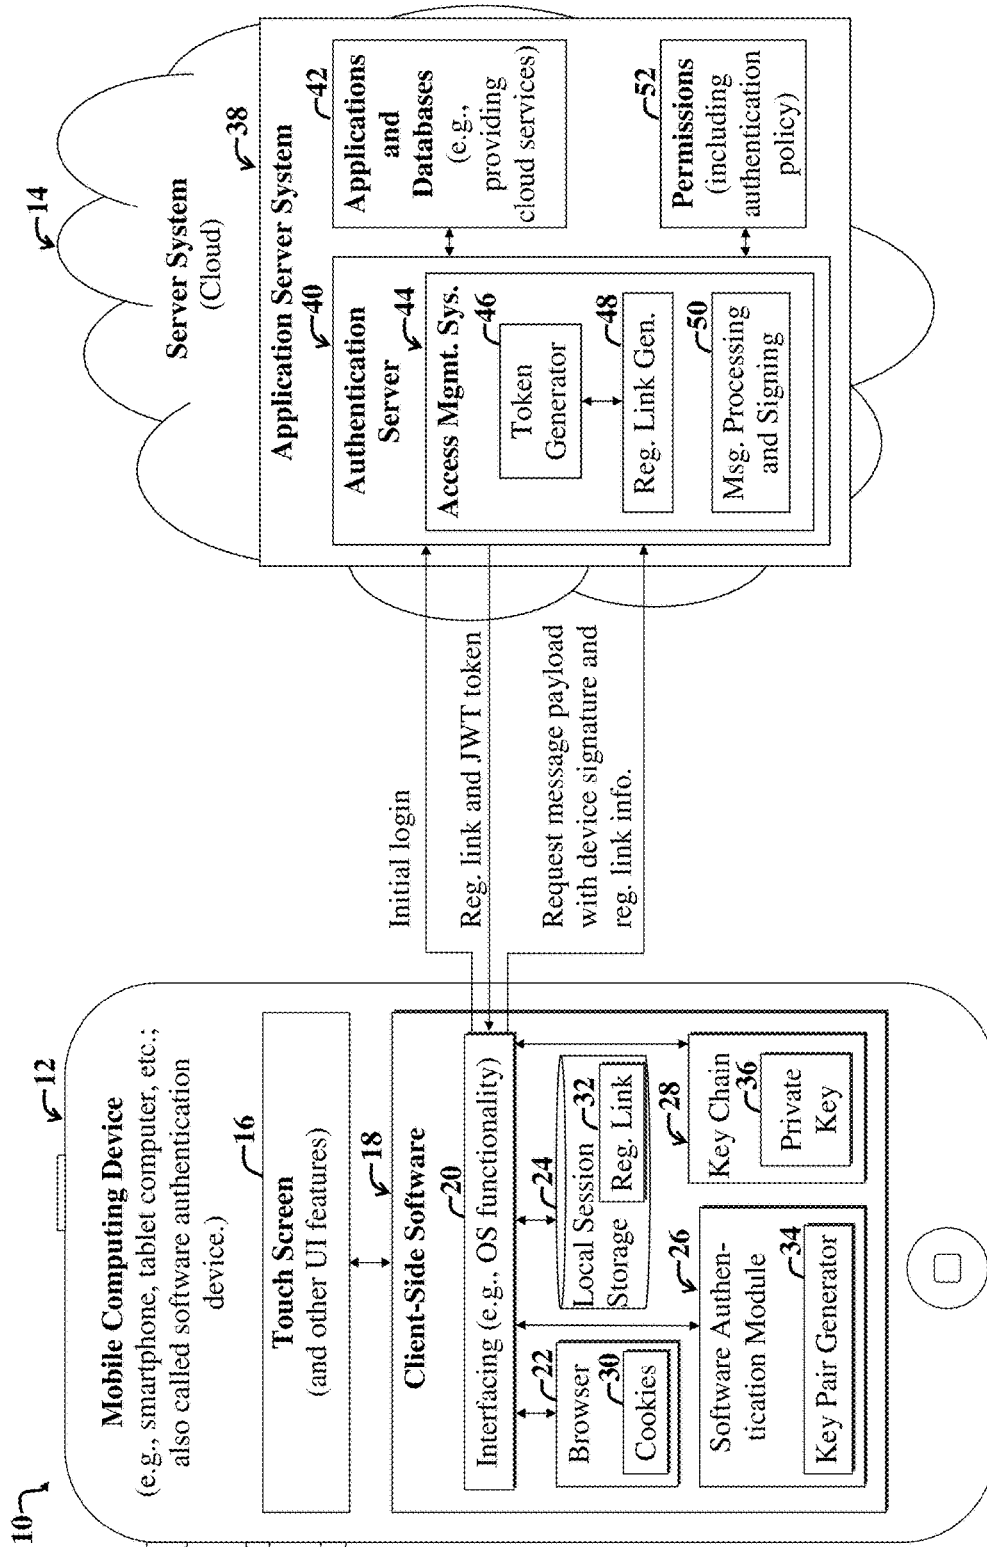 10
12
Mobile Computing Device
(e.g., smartphone, tablet computer, etc.;
also called software authentication
device.)
16
Touch Screen
(and other UI features)
18
Client-Side Software
20
Interfacing (e.g., OS functionality)
22
Browser
30
Cookies
24
Local Session
32
Storage
Reg. Link
26
Software Authen-
tication Module
34
Key Pair Generator
28
Key Chain
36
Private
Key
Initial login
Reg. link and JWT token
Request message payload
with device signature and
reg. link info.
14
Server System
(Cloud)
38
Application Server System
40
Authentication
Server
44
Access Mgmt. Sys.
46
Token
Generator
48
Reg. Link Gen.
50
Msg. Processing
and Signing
42
Applications
and
Databases
(e.g.,
providing
cloud services)
52
Permissions
(including
authentication
policy)